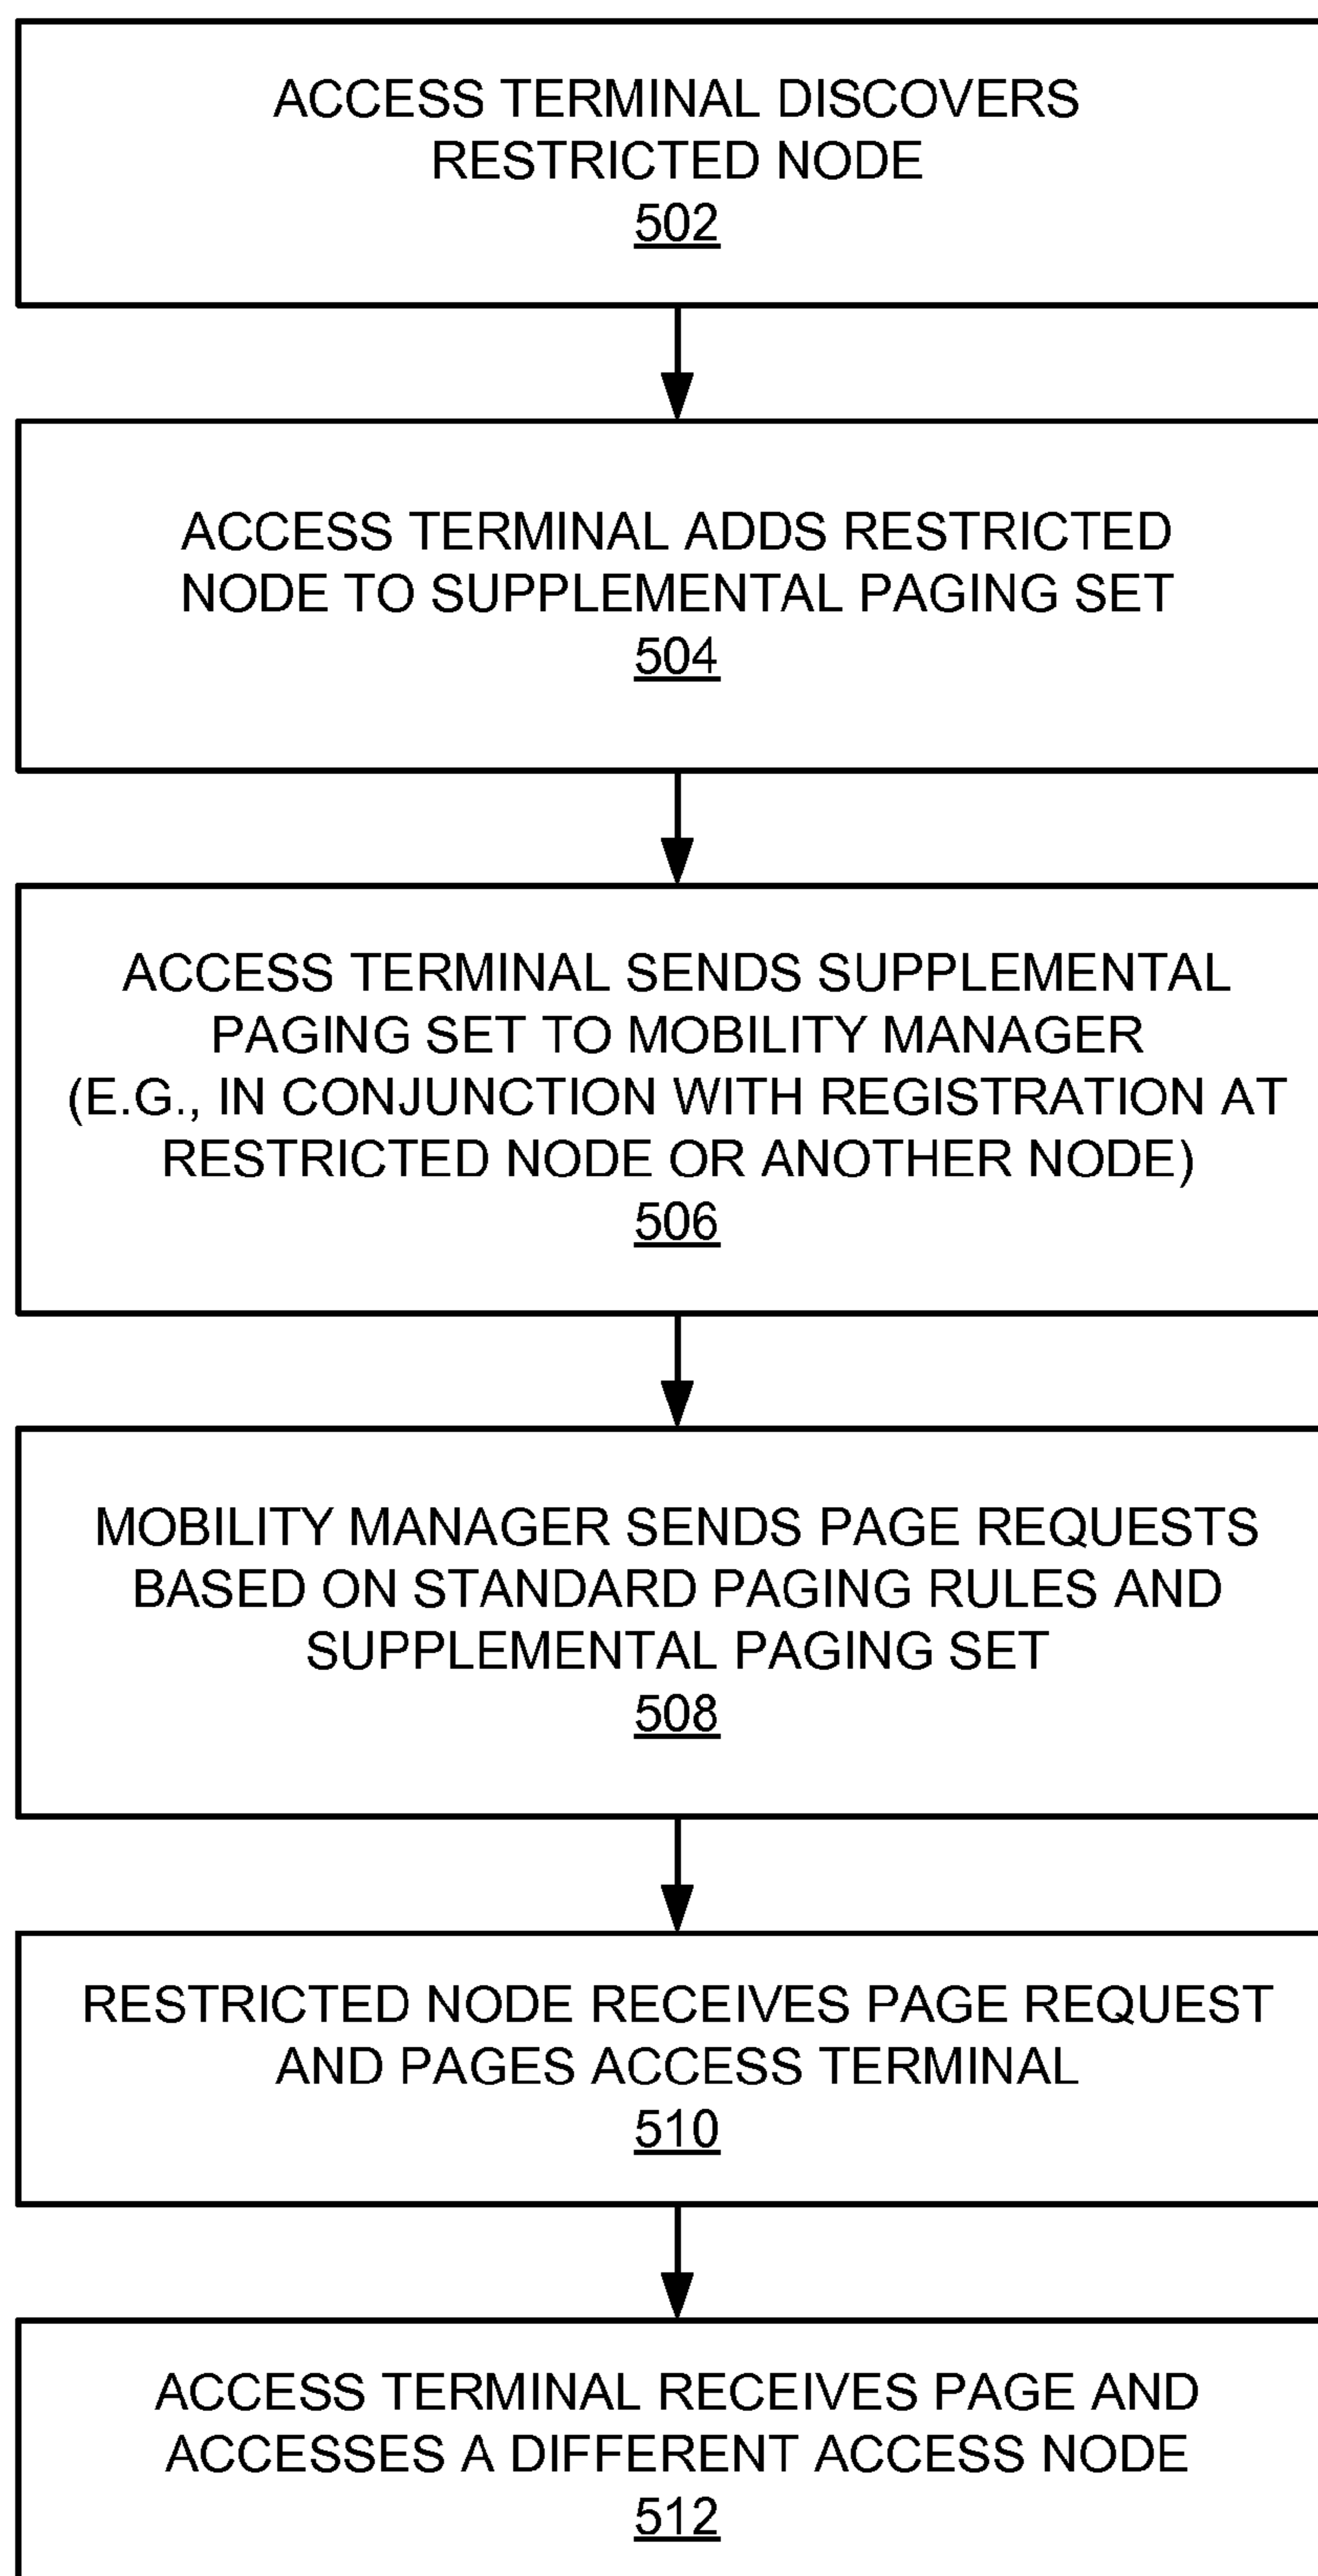 ACCESS TERMINAL DISCOVERS
RESTRICTED NODE
502
ACCESS TERMINAL ADDS RESTRICTED
NODE TO SUPPLEMENTAL PAGING SET
504
ACCESS TERMINAL SENDS SUPPLEMENTAL
PAGING SET TO MOBILITY MANAGER
(E.G., IN CONJUNCTION WITH REGISTRATION AT
RESTRICTED NODE OR ANOTHER NODE)
506
MOBILITY MANAGER SENDS PAGE REQUESTS
BASED ON STANDARD PAGING RULES AND
SUPPLEMENTAL PAGING SET
508
RESTRICTED NODE RECEIVES PAGE REQUEST
AND PAGES ACCESS TERMINAL
510
ACCESS TERMINAL RECEIVES PAGE AND
ACCESSES A DIFFERENT ACCESS NODE
512